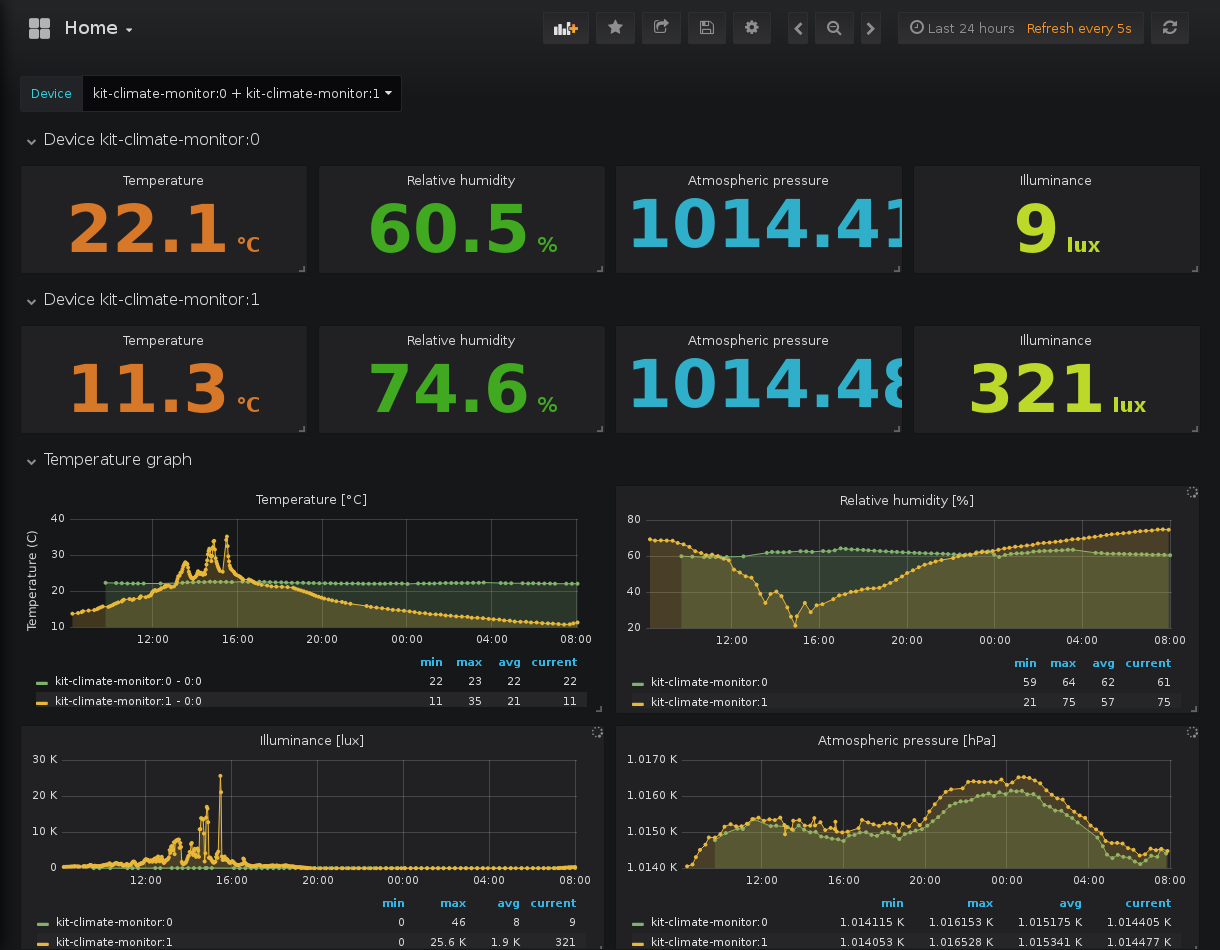 Home
Last 24 hours Refresh every 5s
Device kit-climate-monitor:0 + kit-climate-monitor:1
Device kit-climate-monitor:0
Temperature
22.1 °C
Relative humidity
60.5 %
Atmospheric pressure
1014.41
Illuminance
9 lux
Device kit-climate-monitor:1
Temperature
11.3 °C
Relative humidity
74.6 %
Atmospheric pressure
1014.48
Illuminance
321 lux
Temperature graph
Temperature [°C]
Temperature (C)
40
30
20
10
12:00 16:00 20:00 00:00 04:00 08:00
min max avg current
kit-climate-monitor:0 - 0:0 22 23 22 22
kit-climate-monitor:1 - 0:0 11 35 21 11
Relative humidity [%]
80
60
40
20
12:00 16:00 20:00 00:00 04:00 08:00
min max avg current
kit-climate-monitor:0 59 64 62 61
kit-climate-monitor:1 21 75 57 75
Illuminance [lux]
30 K
20 K
10 K
0
12:00 16:00 20:00 00:00 04:00 08:00
min max avg current
kit-climate-monitor:0 0 46 8 9
kit-climate-monitor:1 0 25.6 K 1.9 K 321
Atmospheric pressure [hPa]
1.0170 K
1.0160 K
1.0150 K
1.0140 K
12:00 16:00 20:00 00:00 04:00 08:00
min max avg current
kit-climate-monitor:0 1.014115 K 1.016153 K 1.015175 K 1.014405 K
kit-climate-monitor:1 1.014053 K 1.016528 K 1.015341 K 1.014477 K